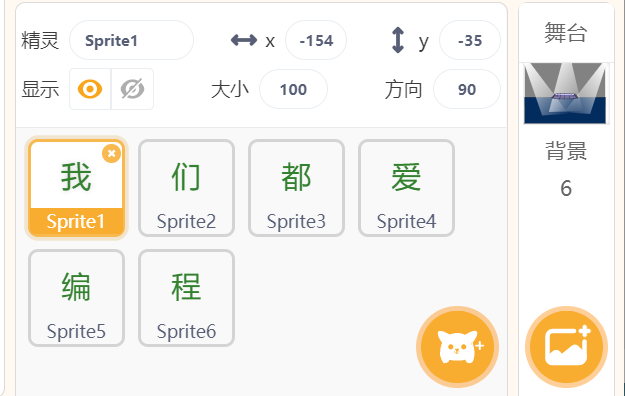 精灵 Sprite1 x -154 y -35
显示 大小 100 方向 90
我 们 都 爱
Sprite1 Sprite2 Sprite3 Sprite4
编 程
Sprite5 Sprite6
舞台
背景
6